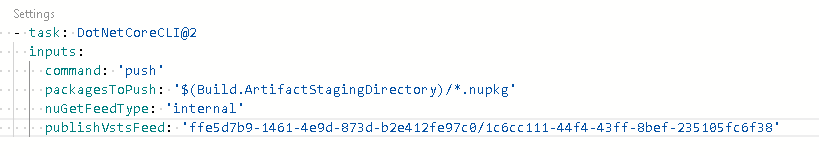 Settings
- task: DotNetCoreCLI@2
inputs:
command: 'push'
packagesToPush: '$(Build.ArtifactStagingDirectory)/*.nupkg'
nuGetFeedType: 'internal'
publishVstsFeed: 'ffe5d7b9-1461-4e9d-873d-b2e412fe97c0/1c6cc111-44f4-43ff-8bef-235105fc6f38'